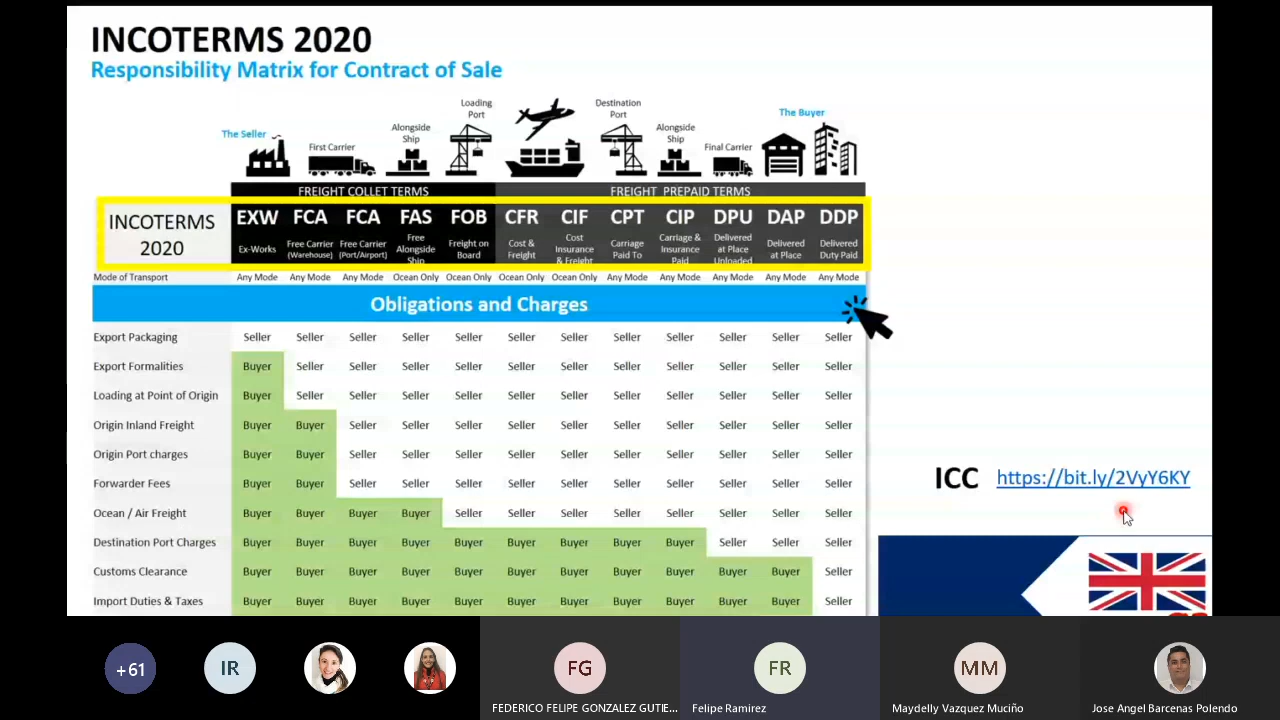 INCOTERMS 2020
Responsibility Matrix for Contract of Sale
The Seller
First Carrier
Alongside
Ship
Loading
Port
Destination
Port
Alongside
Ship
Final Carrier
The Buyer
FREIGHT COLLET TERMS FREIGHT PREPAID TERMS
INCOTERMS
2020
EXW FCA FCA FAS FOB CFR CIF CPT CIP DPU DAP DDP
Ex-Works
Free Carrier
(Warehouse)
Free Carrier
(Port/Airport)
Free
Alongside
Ship
Freight on
Board
Cost &
Freight
Cost
Insurance
& Freight
Carriage
Paid To
Carriage &
Insurance
Paid
Delivered
at Place
Unloaded
Delivered
at Place
Delivered
Duty Paid
Mode of Transport Any Mode Any Mode Any Mode Ocean Only Ocean Only Ocean Only Ocean Only Any Mode Any Mode Any Mode Any Mode Any Mode
Obligations and Charges
Export Packaging Seller Seller Seller Seller Seller Seller Seller Seller Seller Seller Seller Seller
Export Formalities Buyer Seller Seller Seller Seller Seller Seller Seller Seller Seller Seller Seller
Loading at Point of Origin Buyer Seller Seller Seller Seller Seller Seller Seller Seller Seller Seller Seller
Origin Inland Freight Buyer Buyer Seller Seller Seller Seller Seller Seller Seller Seller Seller Seller
Origin Port charges Buyer Buyer Seller Seller Seller Seller Seller Seller Seller Seller Seller Seller
Forwarder Fees Buyer Buyer Seller Seller Seller Seller Seller Seller Seller Seller Seller Seller
Ocean / Air Freight Buyer Buyer Buyer Buyer Seller Seller Seller Seller Seller Seller Seller Seller
Destination Port Charges Buyer Buyer Buyer Buyer Buyer Buyer Buyer Buyer Buyer Seller Seller Seller
Customs Clearance Buyer Buyer Buyer Buyer Buyer Buyer Buyer Buyer Buyer Buyer Buyer Seller
Import Duties & Taxes Buyer Buyer Buyer Buyer Buyer Buyer Buyer Buyer Buyer Buyer Buyer Seller
ICC https://bit.ly/2VyY6KY
+61
IR
FG
FR
MM
FEDERICO FELIPE GONZALEZ GUTIE...
Felipe Ramirez
Maydelly Vazquez Muciño
Jose Angel Barcenas Polendo